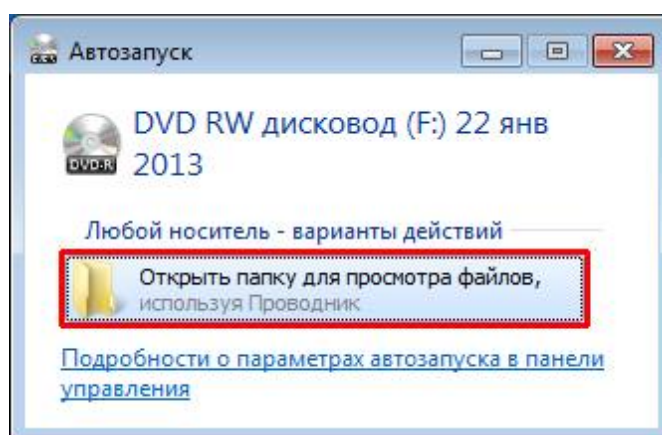 Автозапуск
DVD RW дисковод (F:) 22 янв
2013
DVD-R
Любой носитель - варианты действий
Открыть папку для просмотра файлов,
используя Проводник
Подробности о параметрах автозапуска в панели
управления